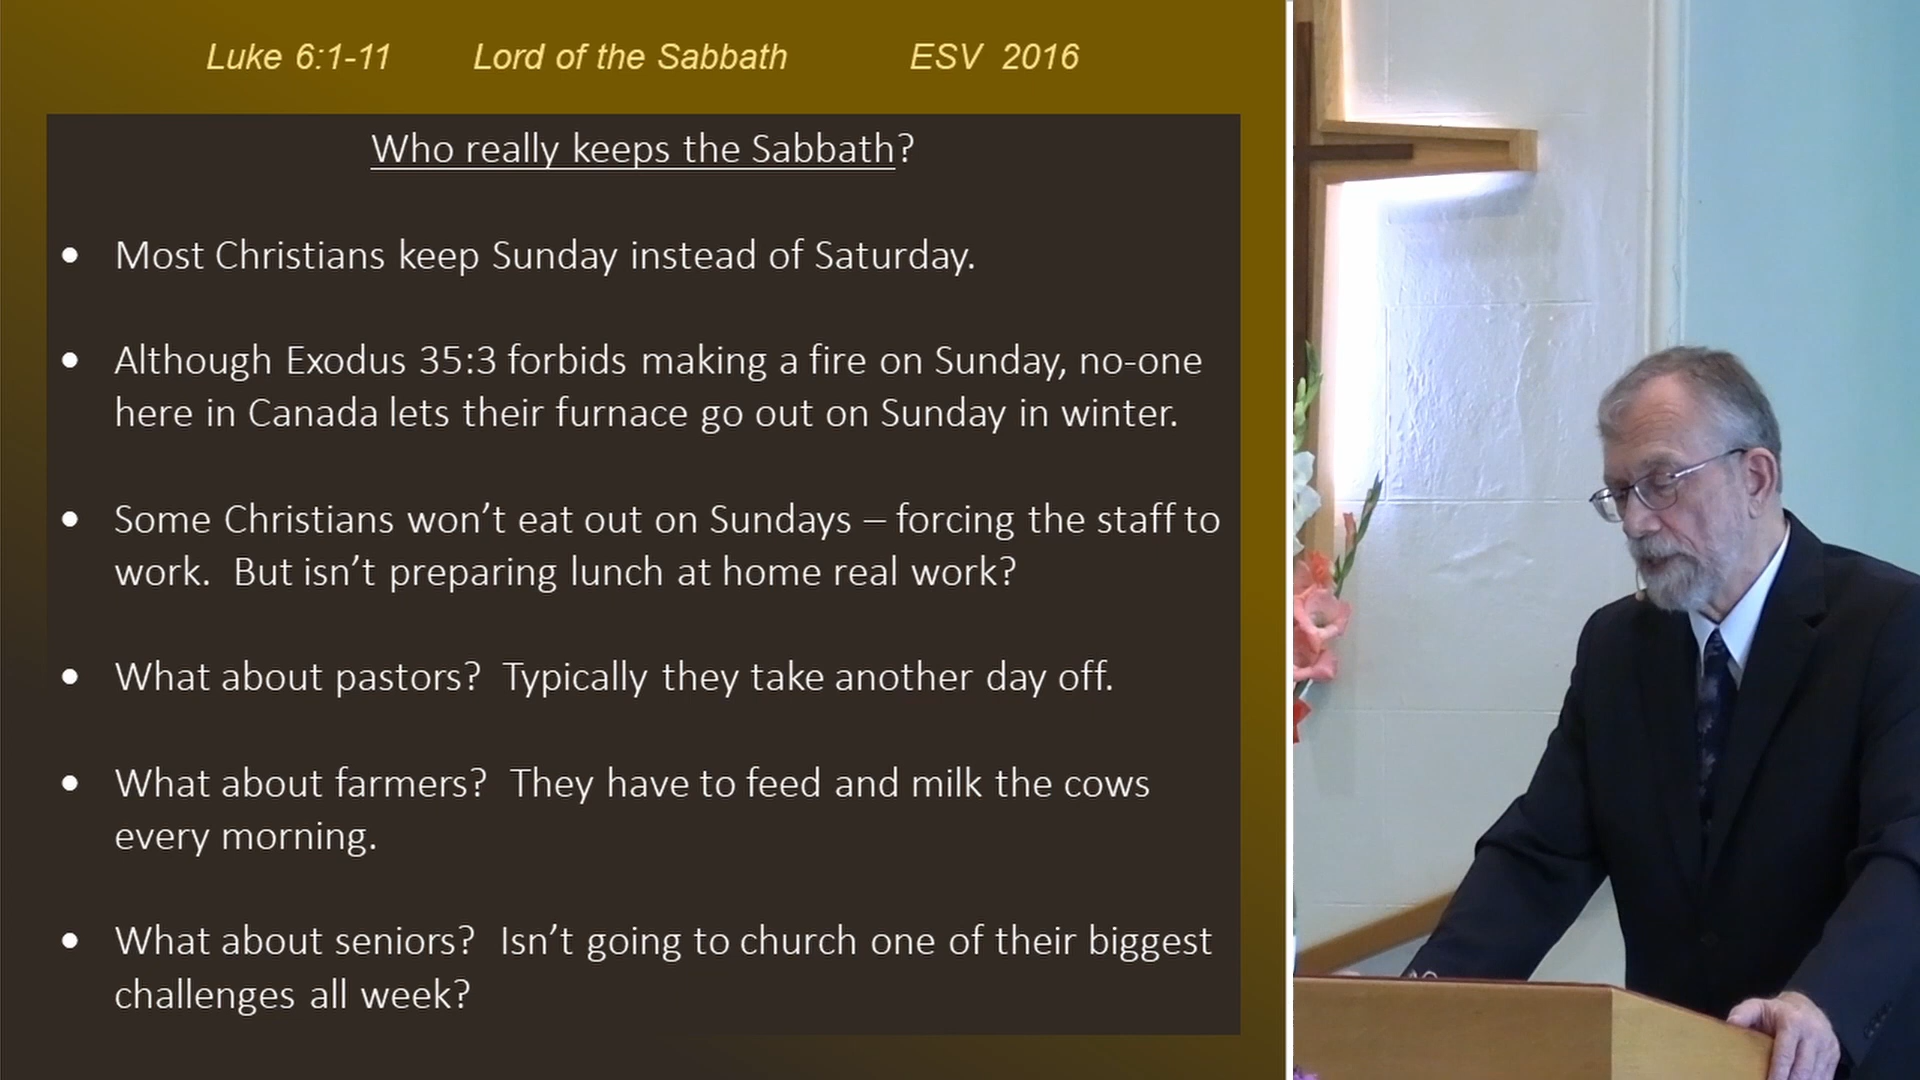 Luke 6:1-11 Lord of the Sabbath ESV 2016
Who really keeps the Sabbath?
• Most Christians keep Sunday instead of Saturday.
• Although Exodus 35:3 forbids making a fire on Sunday, no-one
here in Canada lets their furnace go out on Sunday in winter.
• Some Christians won’t eat out on Sundays – forcing the staff to
work. But isn’t preparing lunch at home real work?
• What about pastors? Typically they take another day off.
• What about farmers? They have to feed and milk the cows
every morning.
• What about seniors? Isn’t going to church one of their biggest
challenges all week?